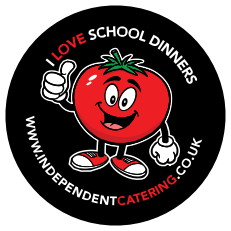 I LOVE SCHOOL DINNERS
WWW.INDEPENDENTCATERING.CO.UK